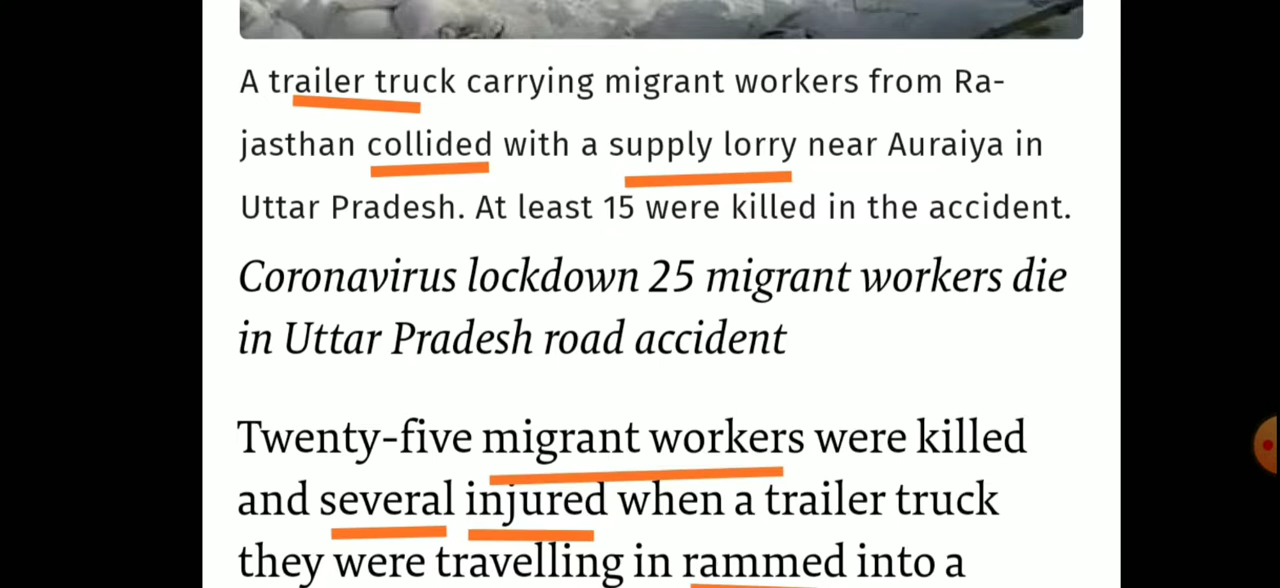 A trailer truck carrying migrant workers from Ra-
jasthan collided with a supply lorry near Auraiya in
Uttar Pradesh. At least 15 were killed in the accident.
Coronavirus lockdown 25 migrant workers die
in Uttar Pradesh road accident
Twenty-five migrant workers were killed
and several injured when a trailer truck
they were travelling in rammed into a